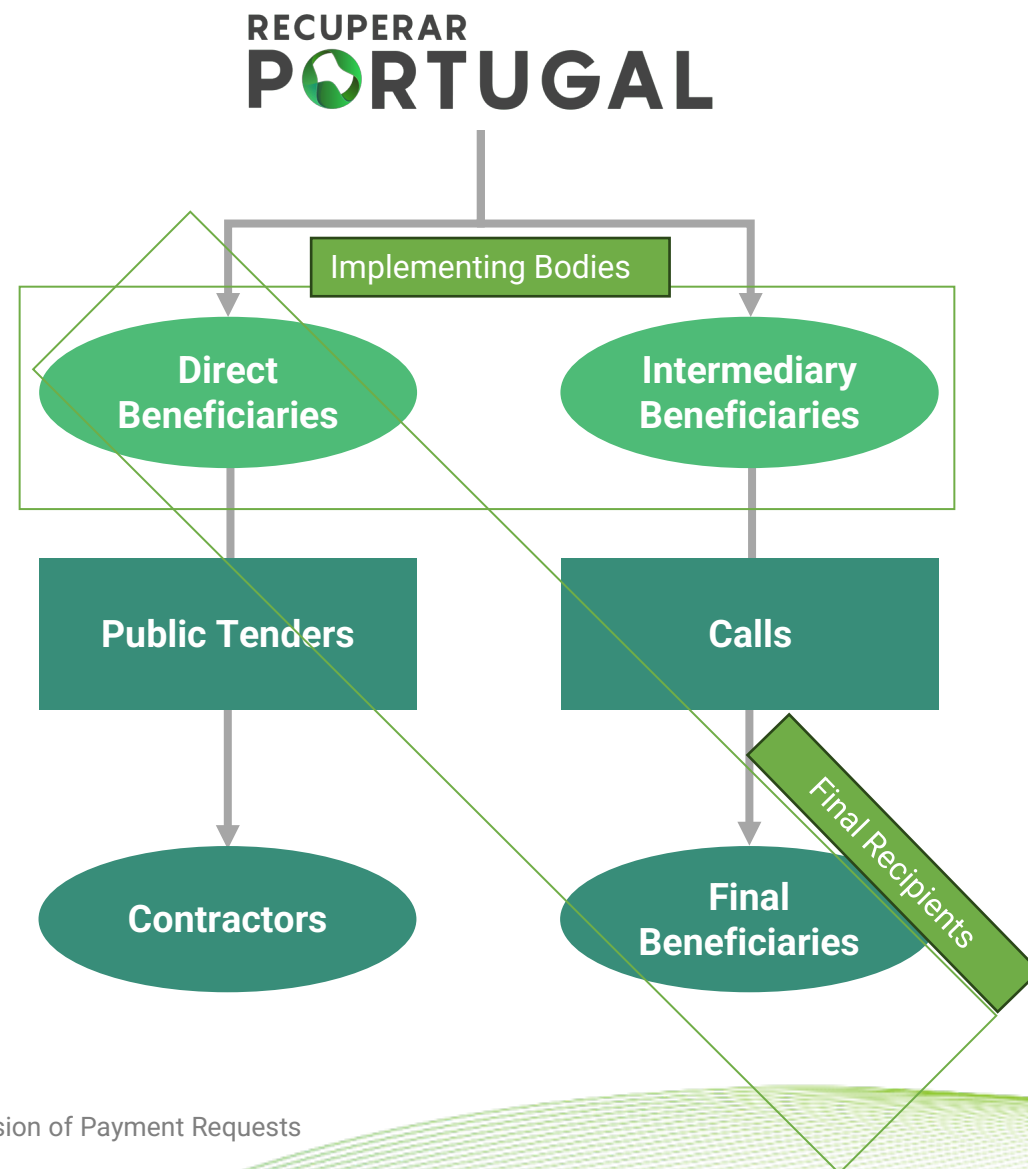 RECUPERAR
PORTUGAL
Implementing Bodies
Direct
Beneficiaries
Intermediary
Beneficiaries
Public Tenders
Calls
Final Recipients
Contractors
Final
Beneficiaries
of Payment Requests